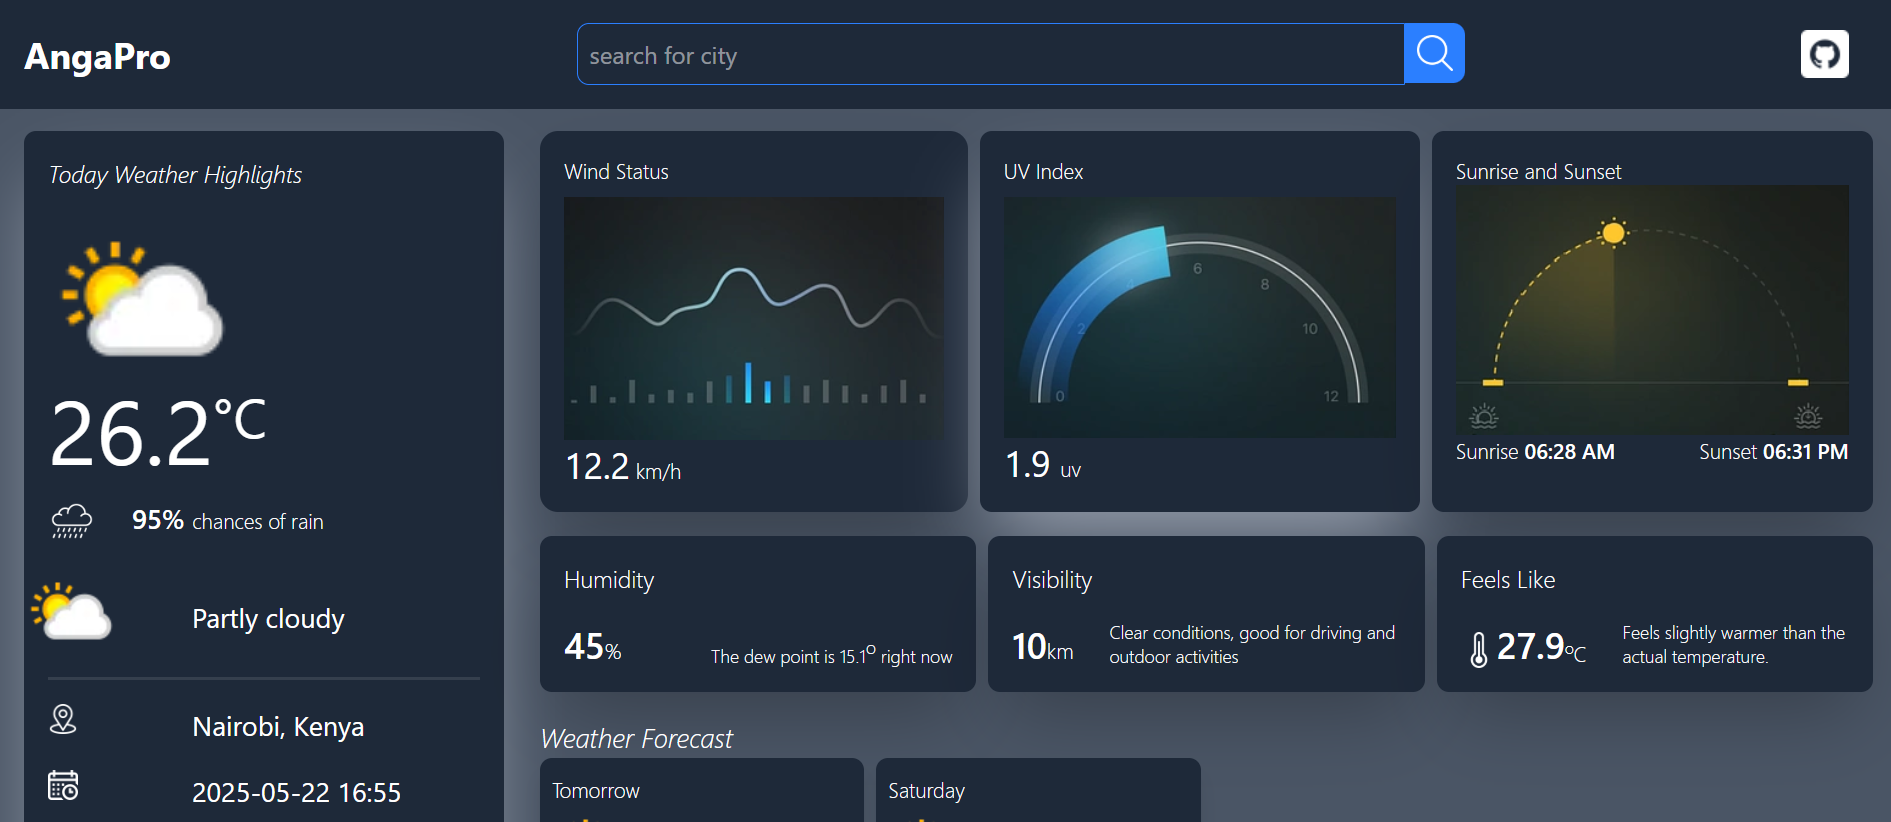 AngaPro
search for city
Today Weather Highlights
26.2°C
95% chances of rain
Partly cloudy
Nairobi, Kenya
2025-05-22 16:55
Wind Status
12.2 km/h
UV Index
0
2
4
6
8
10
12
1.9 uv
Sunrise and Sunset
Sunrise 06:28 AM
Sunset 06:31 PM
Humidity
45%
The dew point is 15.1° right now
Visibility
10km
Clear conditions, good for driving and
outdoor activities
Feels Like
27.9°C
Feels slightly warmer than the
actual temperature.
Weather Forecast
Tomorrow
Saturday